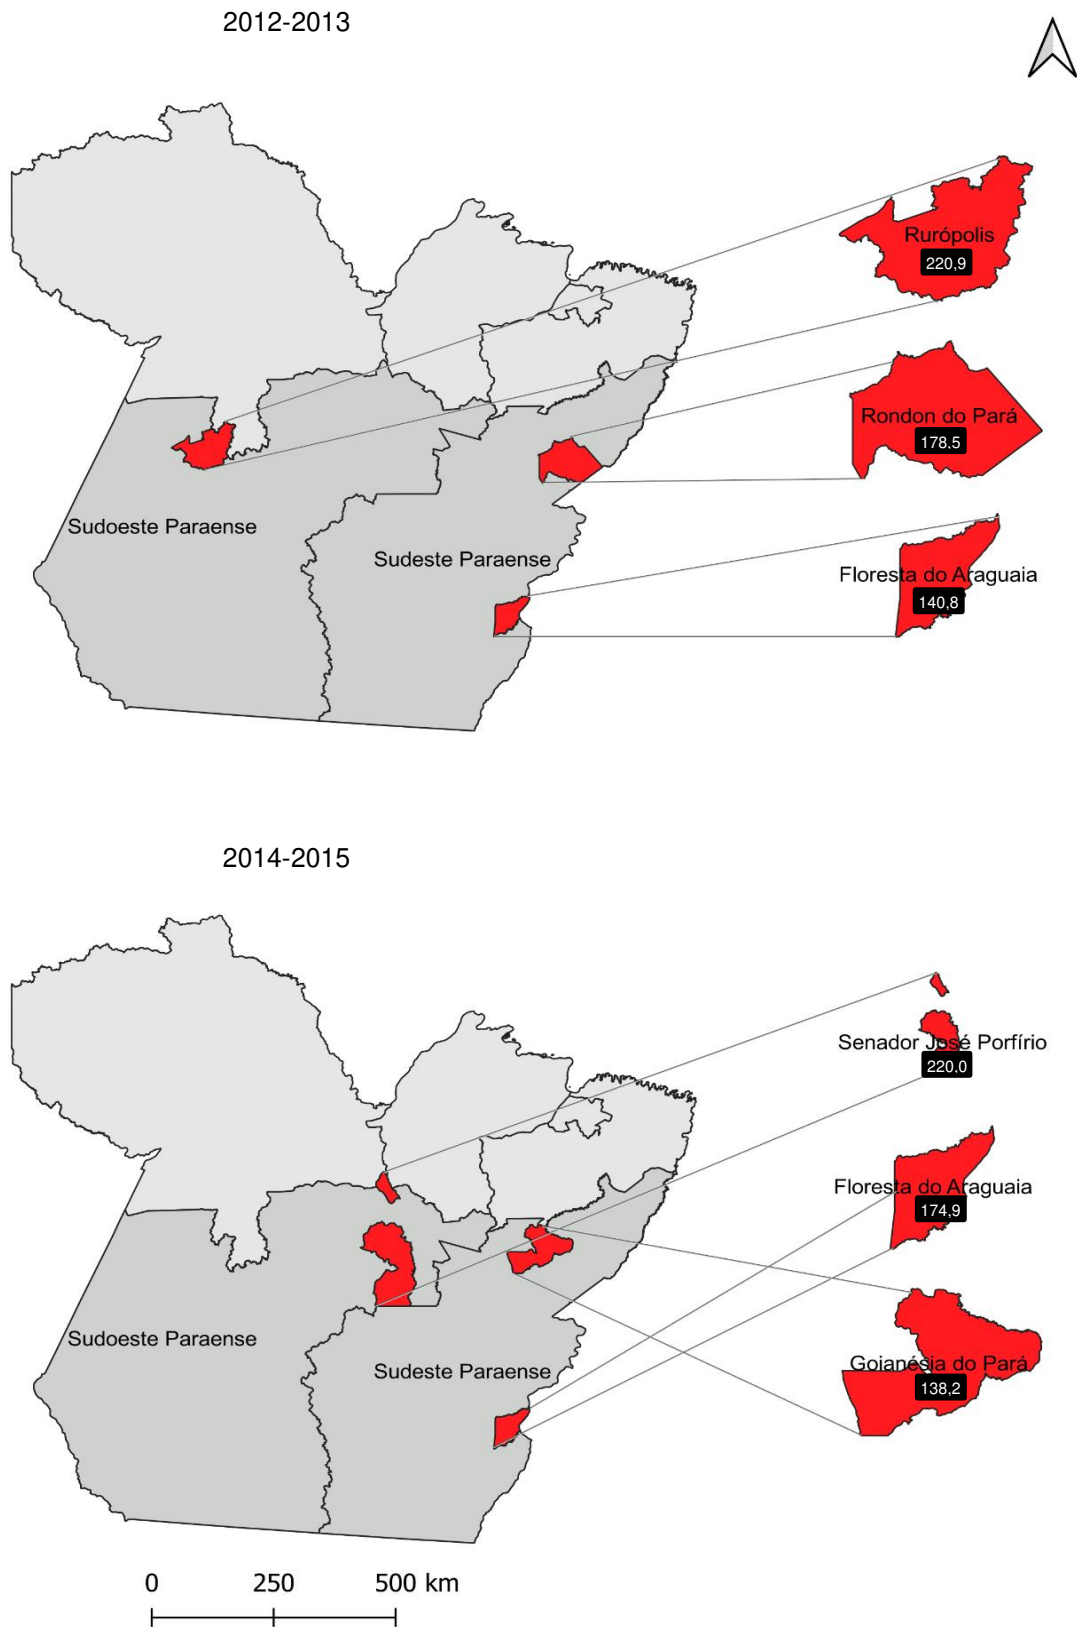 2012-2013
Rurópolis
220,9
Rondon do Pará
178,5
Sudoeste Paraense
Sudeste Paraense
Floresta do Araguaia
140,8
2014-2015
Senador José Porfírio
220,0
Floresta do Araguaia
174,9
Sudoeste Paraense
Sudeste Paraense
Goianésia do Pará
138,2
0 250 500 km